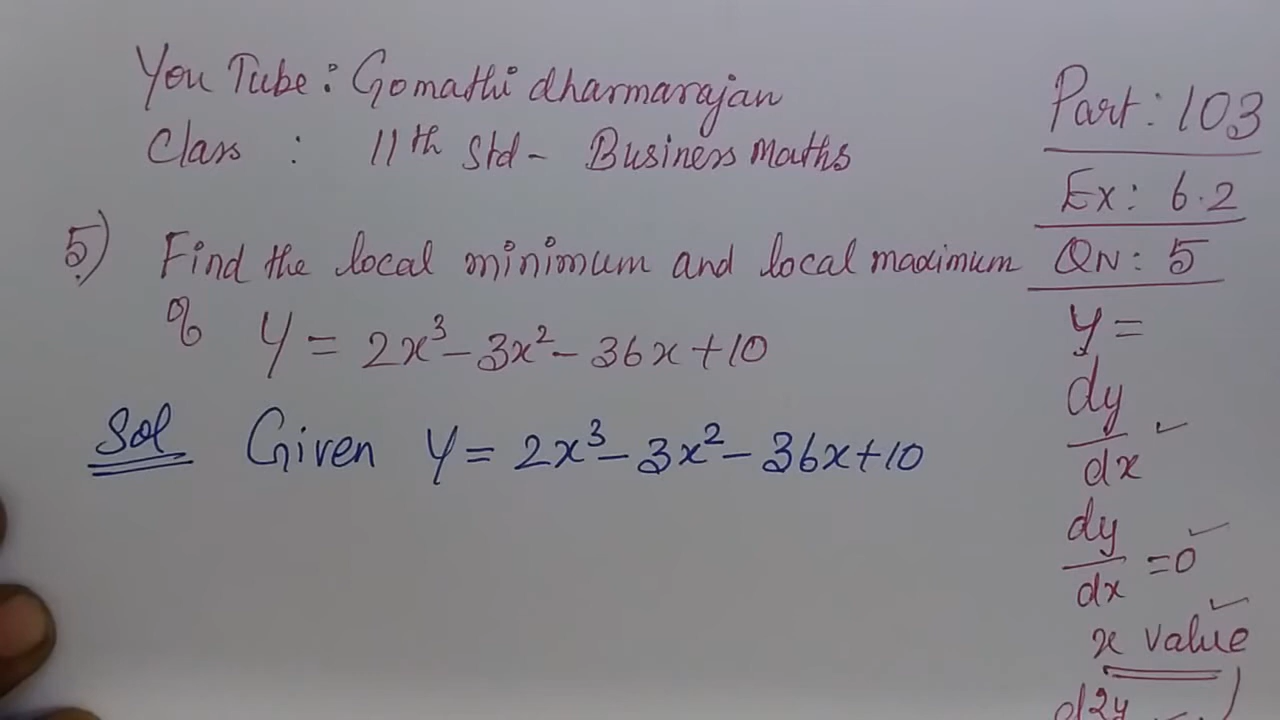 YouTube : Gomathi dharmarajan
Class : 11th Std - Business Maths
Part : 103
Ex : 6.2
QN : 5
5) Find the local minimum and local maximum
of y = 2x³ - 3x² - 36x + 10
Sol Given y = 2x³ - 3x² - 36x + 10
y =
dy
dx
dy
dx = 0
x value
d2y